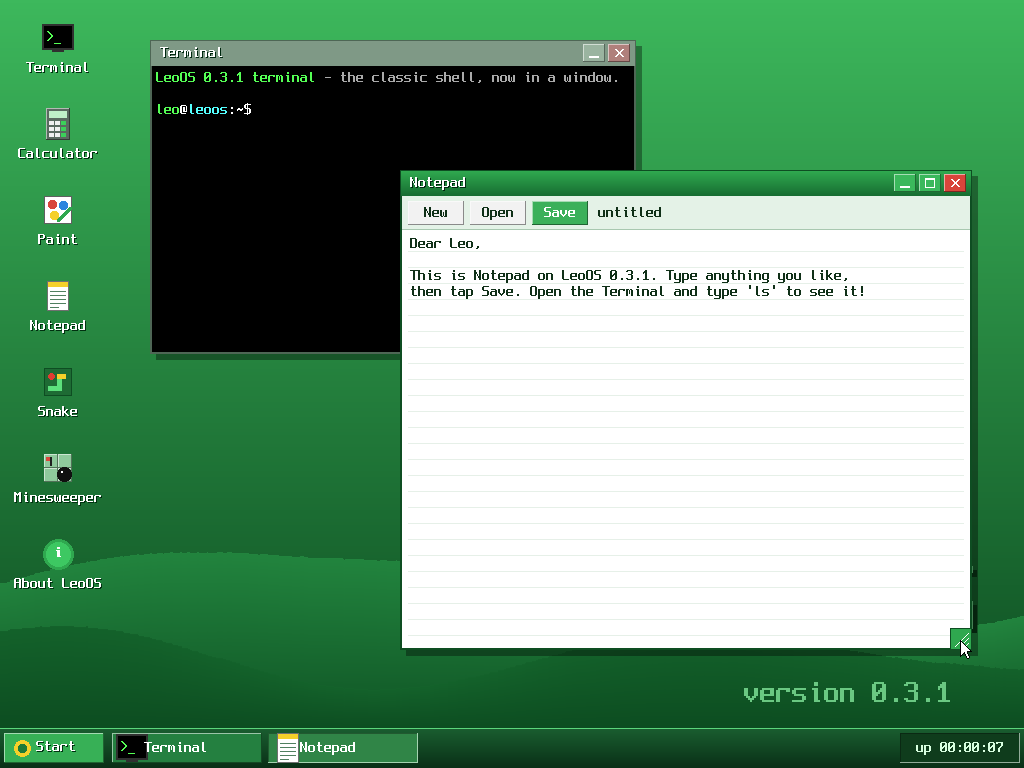 Terminal
Calculator
Paint
Notepad
Snake
Minesweeper
i
About LeoOS
Terminal
LeoOS 0.3.1 terminal - the classic shell, now in a window.
leo@leoos:~$
Notepad
New Open Save untitled
Dear Leo,
This is Notepad on LeoOS 0.3.1. Type anything you like,
then tap Save. Open the Terminal and type 'ls' to see it!
version 0.3.1
Start >_ Terminal Notepad up 00:00:07